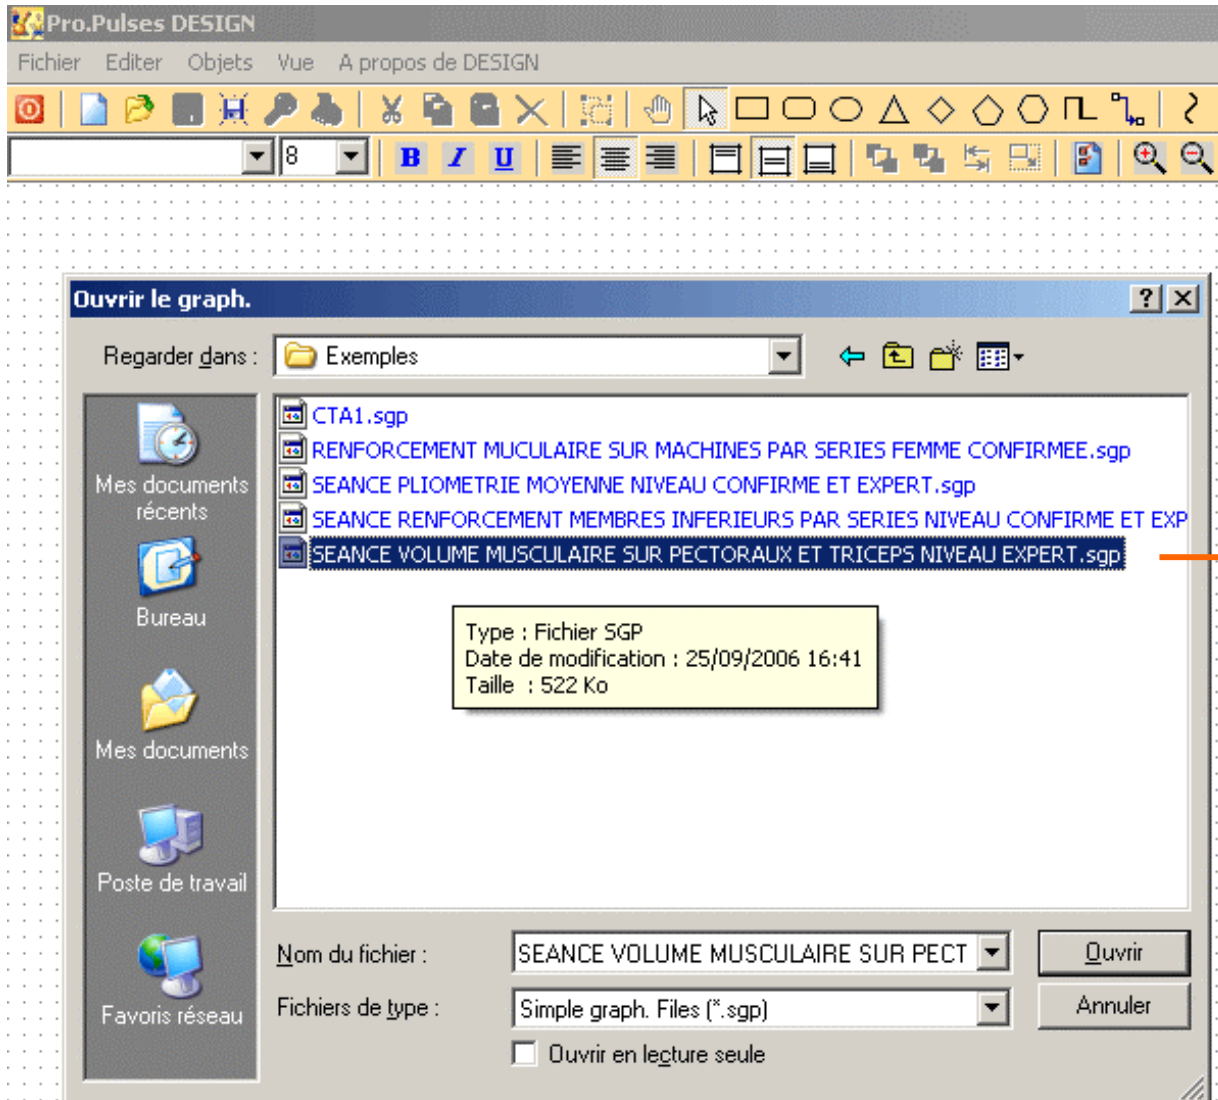 Pro.Pulses DESIGN
Fichier Editer Objets Vue A propos de DESIGN
8 B I U
Ouvrir le graph.
Regarder dans : Exemples
CTA1.sgp
RENFORCEMENT MUCULAIRE SUR MACHINES PAR SERIES FEMME CONFIRMEE.sgp
SEANCE PLIOMETRIE MOYENNE NIVEAU CONFIRME ET EXPERT.sgp
SEANCE RENFORCEMENT MEMBRES INFERIEURS PAR SERIES NIVEAU CONFIRME ET EXP
SEANCE VOLUME MUSCULAIRE SUR PECTORAUX ET TRICEPS NIVEAU EXPERT.sgp
Mes documents
récents
Bureau
Mes documents
Poste de travail
Favoris réseau
Type : Fichier SGP
Date de modification : 25/09/2006 16:41
Taille : 522 Ko
Nom du fichier : SEANCE VOLUME MUSCULAIRE SUR PECT Ouvrir
Fichiers de type : Simple graph. Files (*.sgp) Annuler
Ouvrir en lecture seule